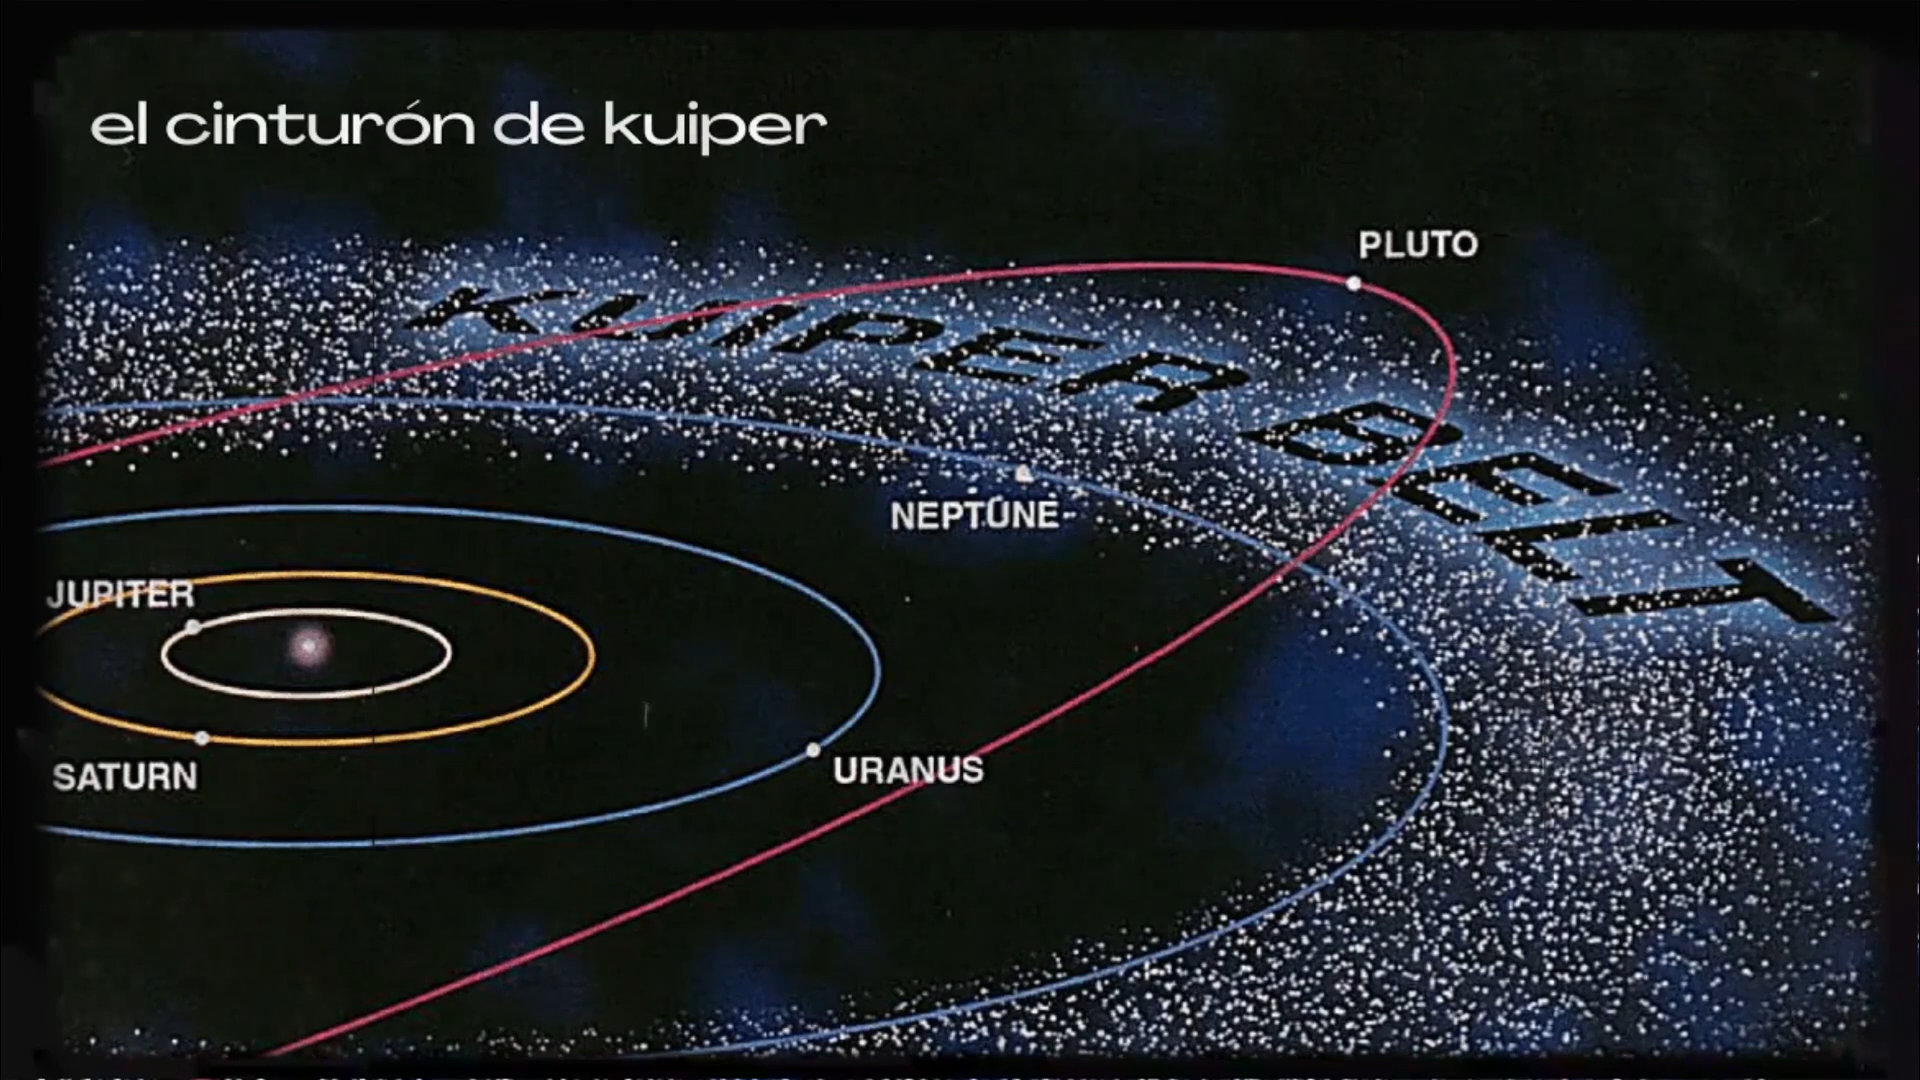 el cinturón de kuiper
PLUTO
KUIPER BELT
NEPTUNE
JUPITER
SATURN
URANUS